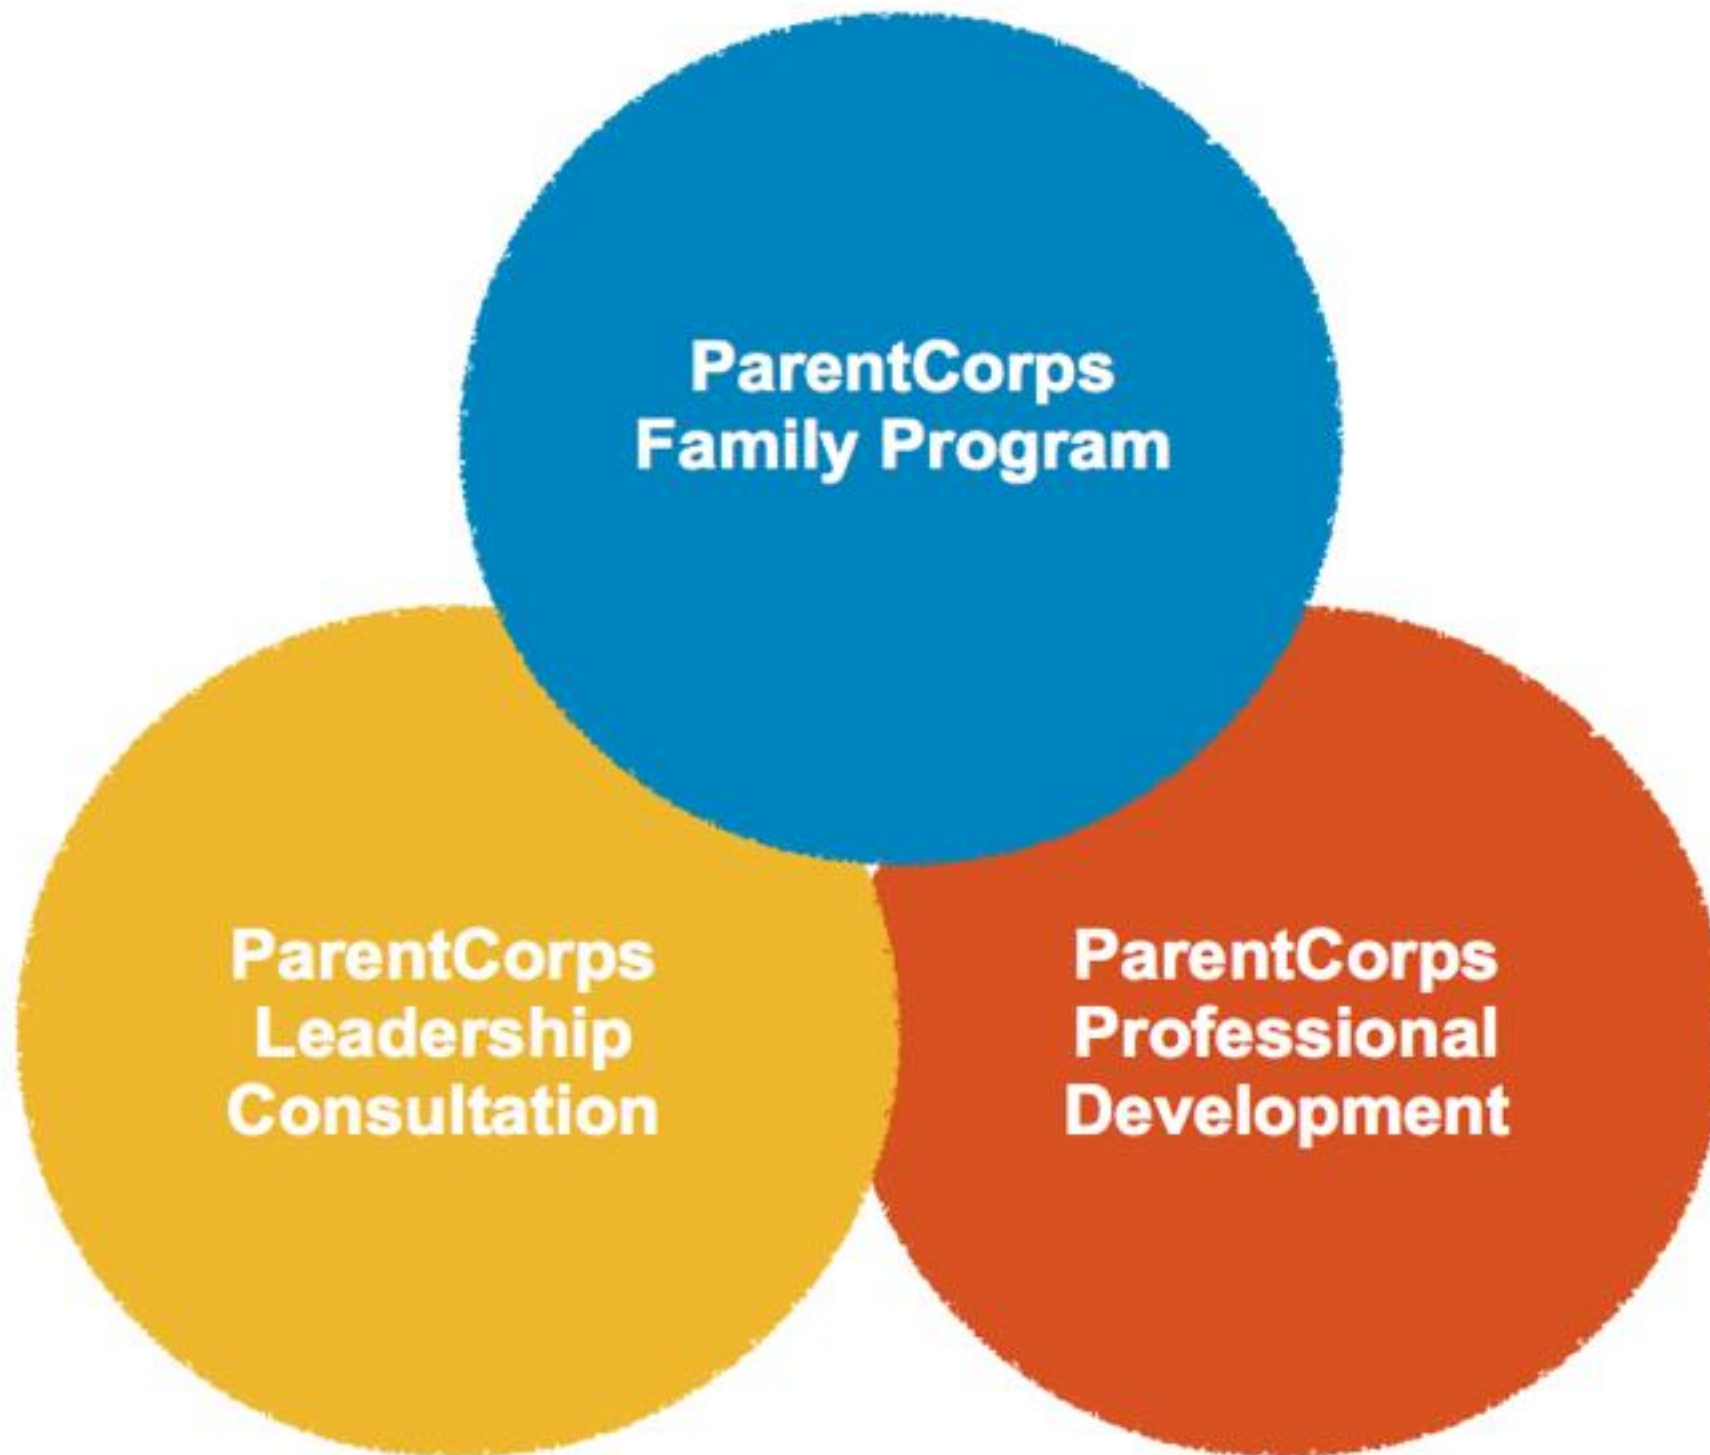 ParentCorps
Family Program
ParentCorps
Leadership
Consultation
ParentCorps
Professional
Development